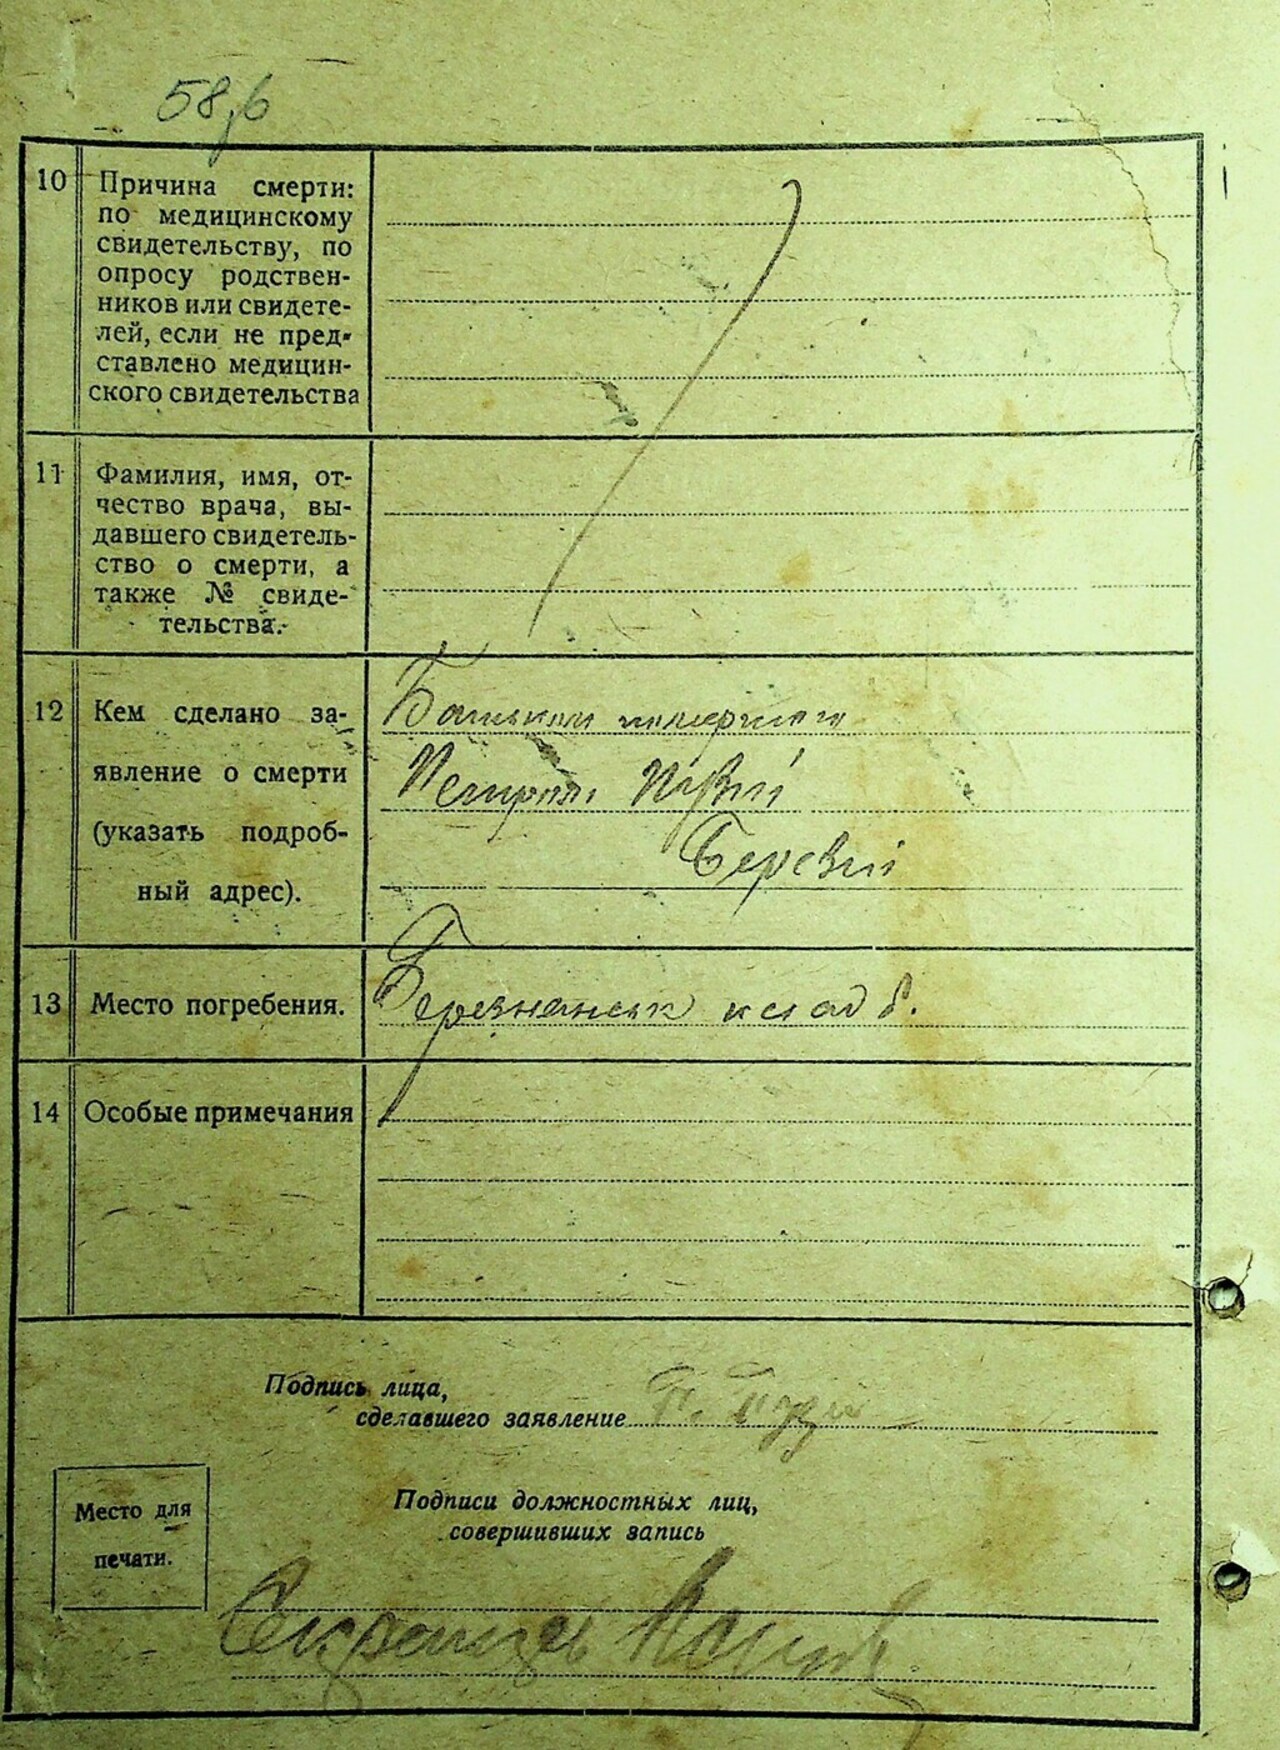 10 Причина смерти:
по медицинскому
свидетельству, по
опросу родствен-
ников или свидете-
лей, если не пред-
ставлено медицин-
ского свидетельства
11 Фамилия, имя, от-
чество врача, вы-
давшего свидетель-
ство о смерти, а
также № свиде-
тельства.
12 Кем сделано за-
явление о смерти
(указать подроб-
ный адрес).
Батьком
13 Место погребения.
кладб.
14 Особые примечания
Подпись лица,
сделавшего заявление
Место для
печати.
Подписи должностных лиц,
совершивших запись
Секретарь